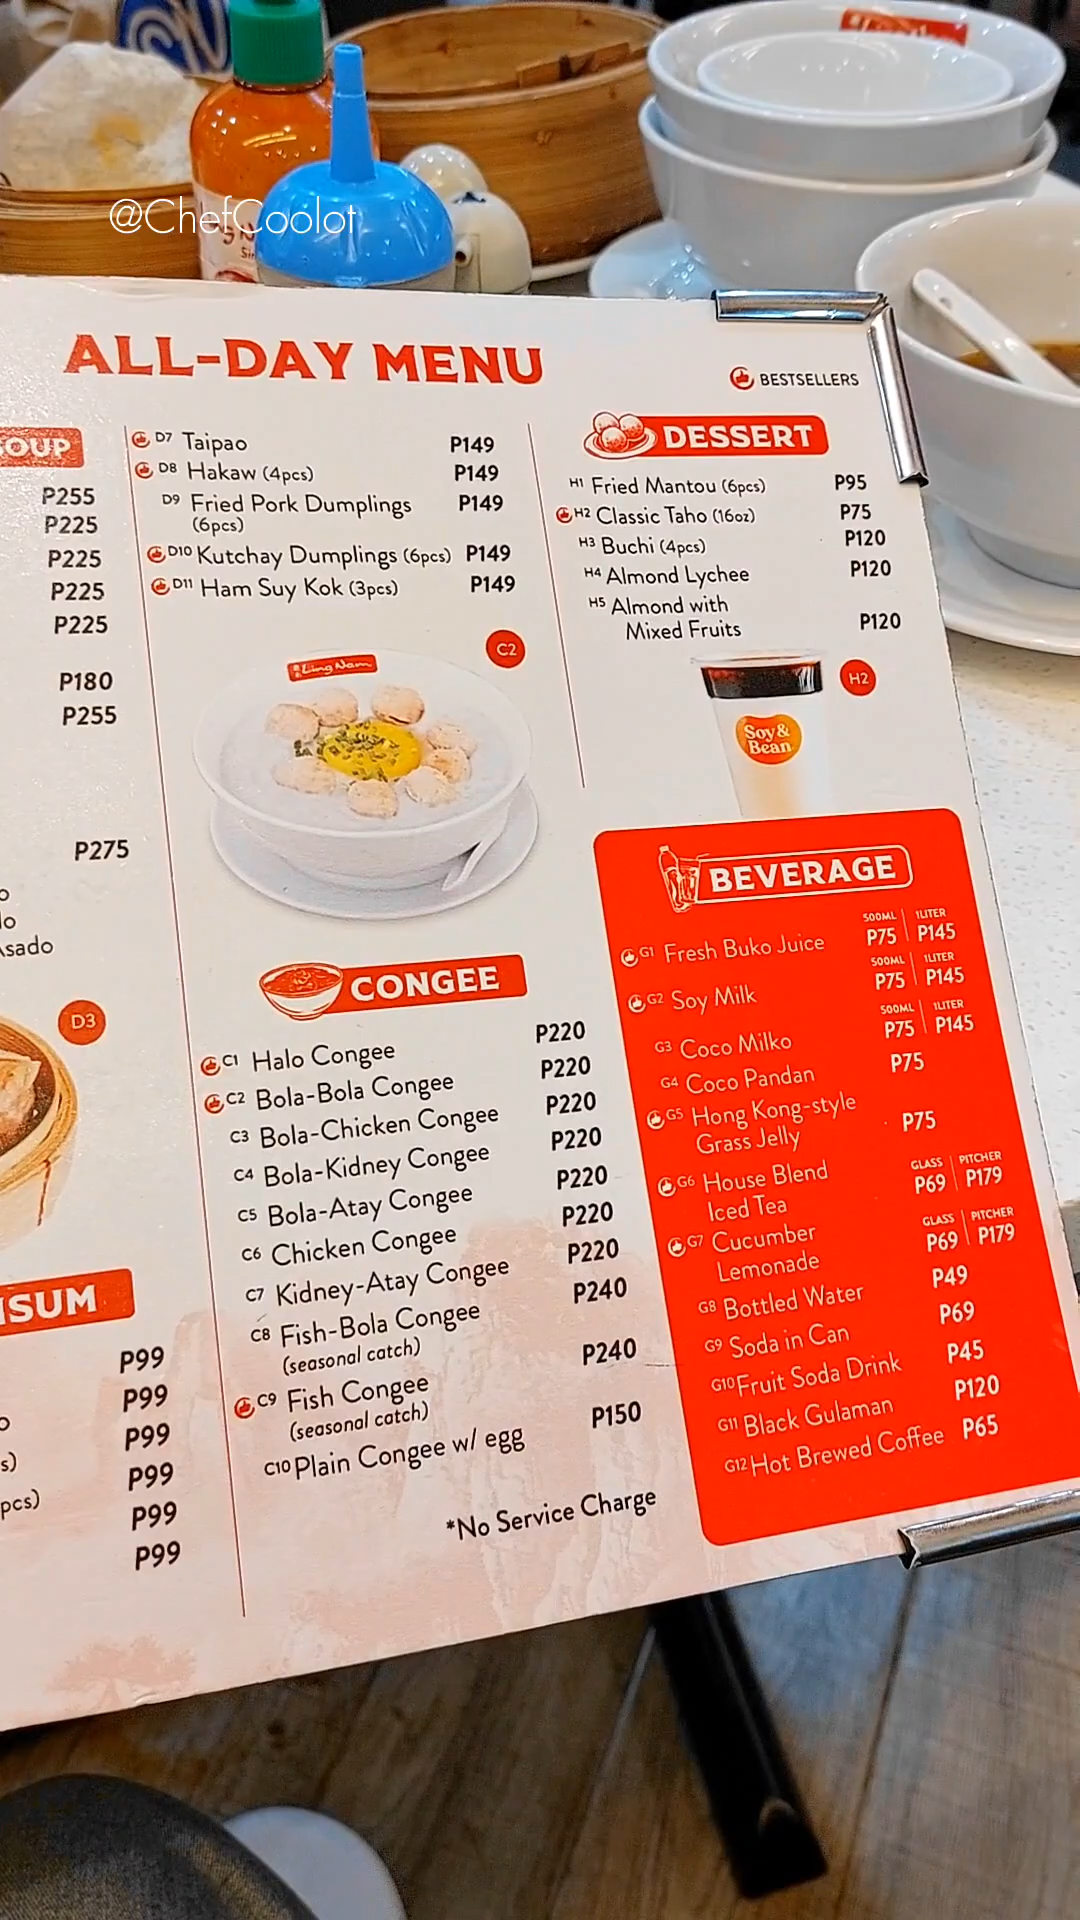 @ChefCoolot
ALL-DAY MENU
BESTSELLERS
SOUP
P255
P225
P225
P225
P225
P180
P255
P275
Asado
D3
P99
P99
P99
s)
P99
pcs)
P99
P99
D7 Taipao P149
D8 Hakaw (4pcs) P149
D9 Fried Pork Dumplings P149
(6pcs)
D10 Kutchay Dumplings (6pcs) P149
D11 Ham Suy Kok (3pcs) P149
C2
Ling Nam
CONGEE
C1 Halo Congee P220
C2 Bola-Bola Congee P220
C3 Bola-Chicken Congee P220
C4 Bola-Kidney Congee P220
C5 Bola-Atay Congee P220
C6 Chicken Congee P220
C7 Kidney-Atay Congee P220
C8 Fish-Bola Congee P240
(seasonal catch)
C9 Fish Congee P240
(seasonal catch)
C10 Plain Congee w/ egg P150
*No Service Charge
DESSERT
H1 Fried Mantou (6pcs) P95
H2 Classic Taho (16oz) P75
H3 Buchi (4pcs) P120
H4 Almond Lychee P120
H5 Almond with
Mixed Fruits P120
H2
Soy &
Bean
BEVERAGE
500ML 1LITER
G1 Fresh Buko Juice P75 P145
500ML 1LITER
G2 Soy Milk P75 P145
500ML 1LITER
G3 Coco Milko P75 P145
G4 Coco Pandan P75
G5 Hong Kong-style
Grass Jelly P75
GLASS PITCHER
G6 House Blend P69 P179
Iced Tea
GLASS PITCHER
G7 Cucumber P69 P179
Lemonade
G8 Bottled Water P49
G9 Soda in Can P69
G10 Fruit Soda Drink P45
G11 Black Gulaman P120
G12 Hot Brewed Coffee P65